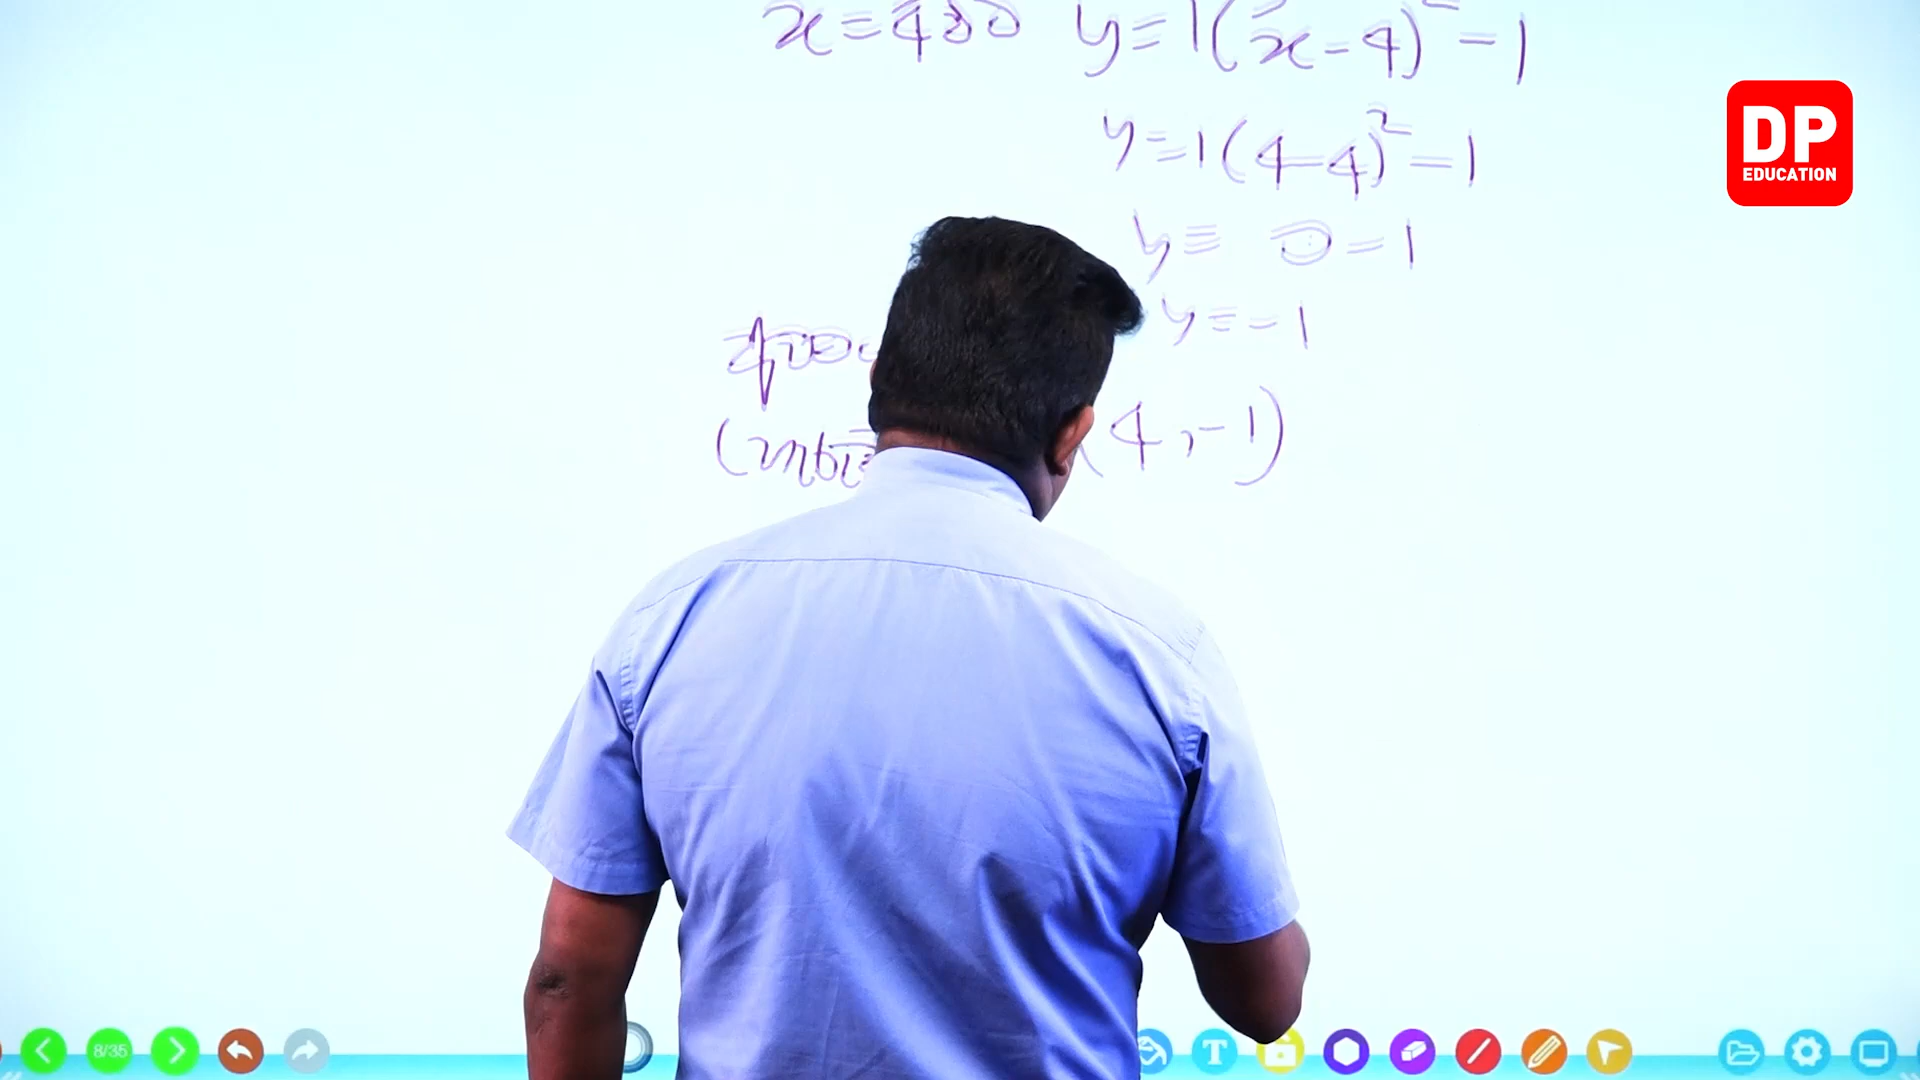 x = 4 y = 1(x-4)² - 1
y = 1(4-4)² - 1
y = 0 - 1
y = -1
(4, -1)
DP
EDUCATION
8/35
T